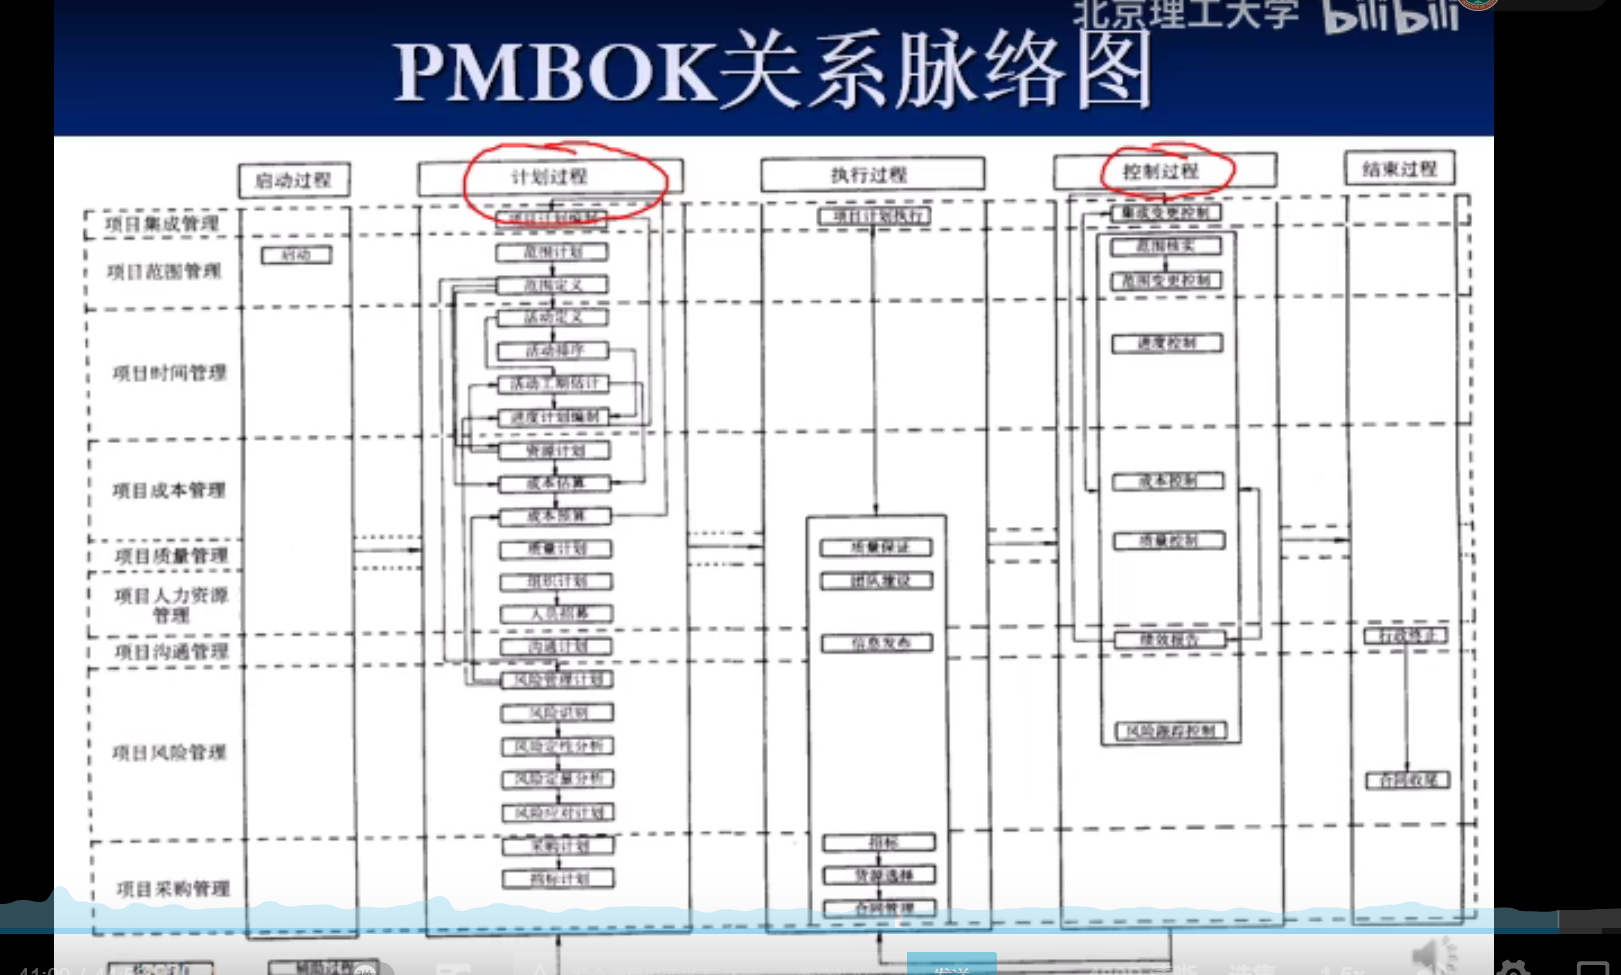 北京理工大学 bilibili
PMBOK关系脉络图
启动过程
计划过程
执行过程
控制过程
结束过程
项目集成管理
项目计划编制
项目计划执行
集成变更控制
项目范围管理
启动
范围计划
范围定义
范围核实
范围变更控制
项目时间管理
活动定义
活动排序
活动工期估计
进度计划编制
进度控制
项目成本管理
资源计划
成本估算
成本预算
成本控制
项目质量管理
质量计划
质量保证
质量控制
项目人力资源
管理
组织计划
人员招募
团队建设
项目沟通管理
沟通计划
信息发布
绩效报告
行政终止
项目风险管理
风险管理计划
风险识别
风险定性分析
风险定量分析
风险应对计划
风险跟踪控制
合同收尾
项目采购管理
采购计划
招标计划
招标
货源选择
合同管理
辅助过程
发送
选集
1.5x